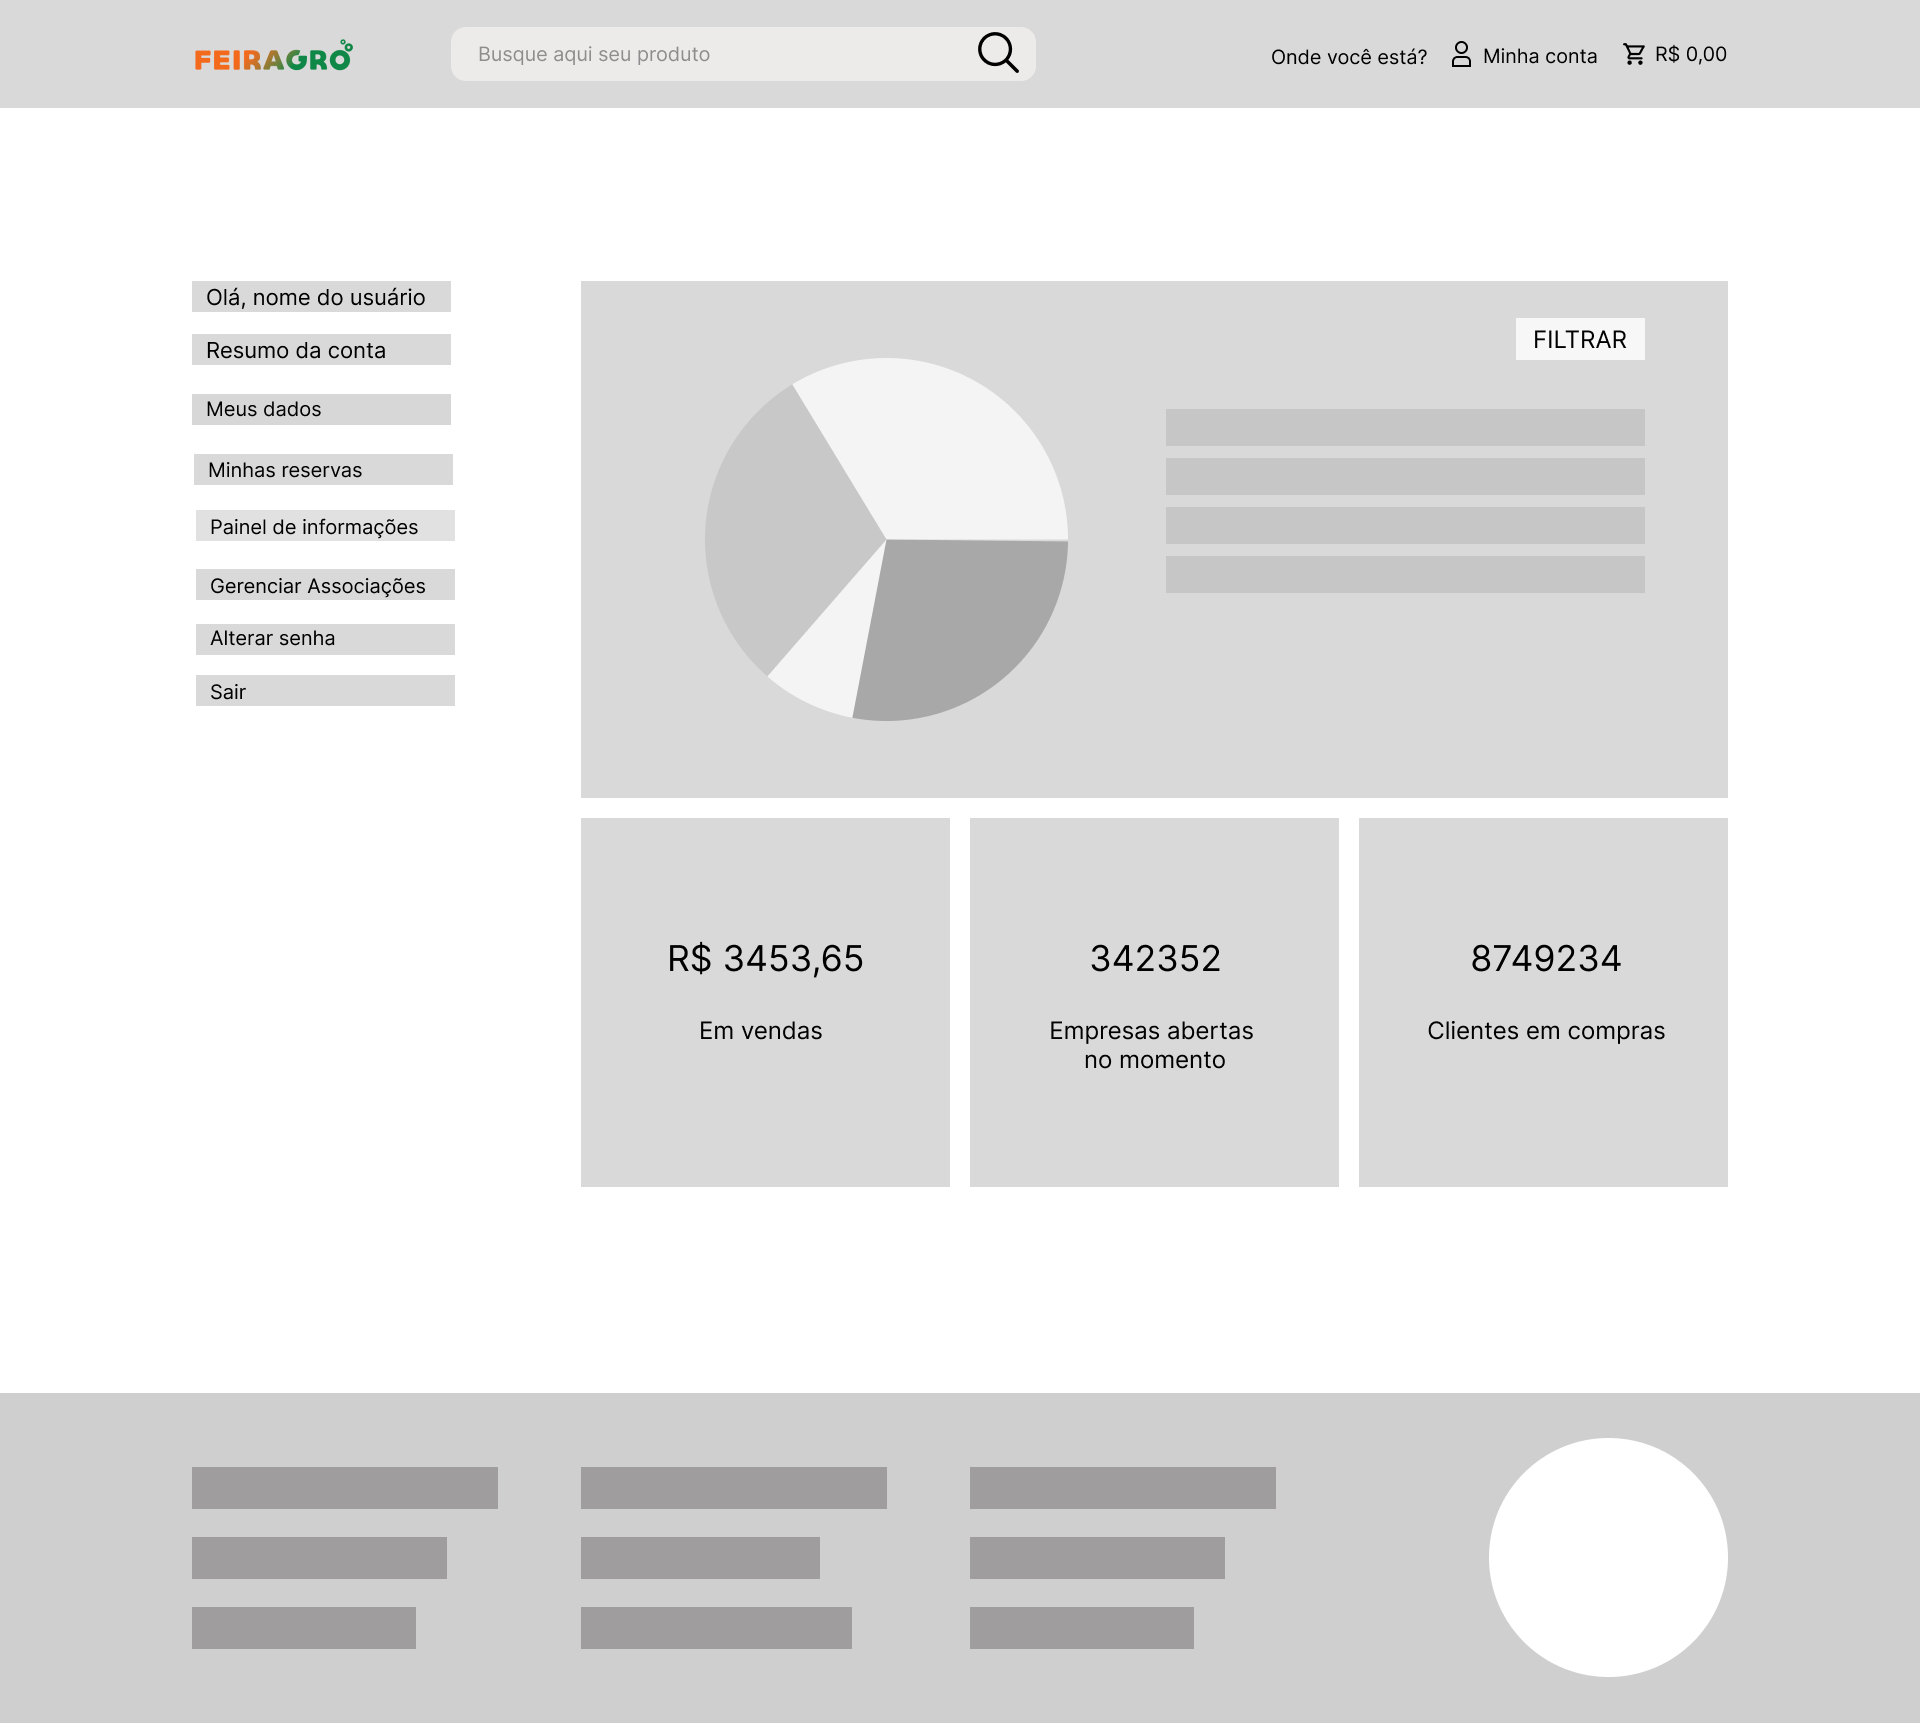 FEIRAGRO
Busque aqui seu produto
Onde você está?
Minha conta
R$ 0,00
Olá, nome do usuário
Resumo da conta
Meus dados
Minhas reservas
Painel de informações
Gerenciar Associações
Alterar senha
Sair
FILTRAR
R$ 3453,65
Em vendas
342352
Empresas abertas
no momento
8749234
Clientes em compras